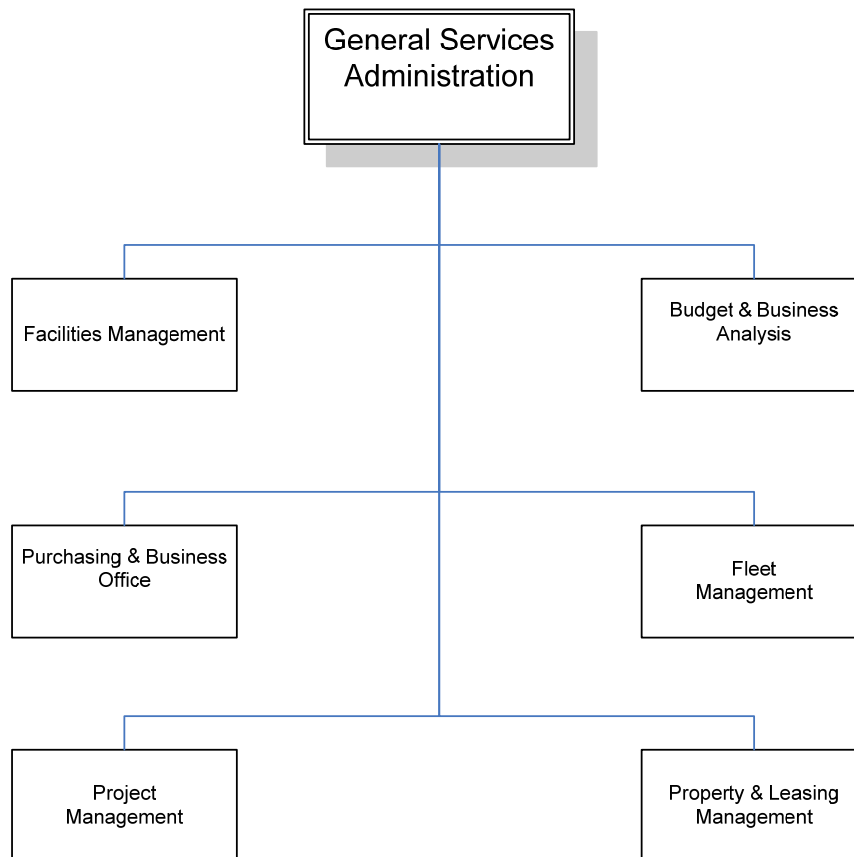 General Services
Administration
Facilities Management
Budget & Business
Analysis
Purchasing & Business
Office
Fleet
Management
Project
Management
Property & Leasing
Management